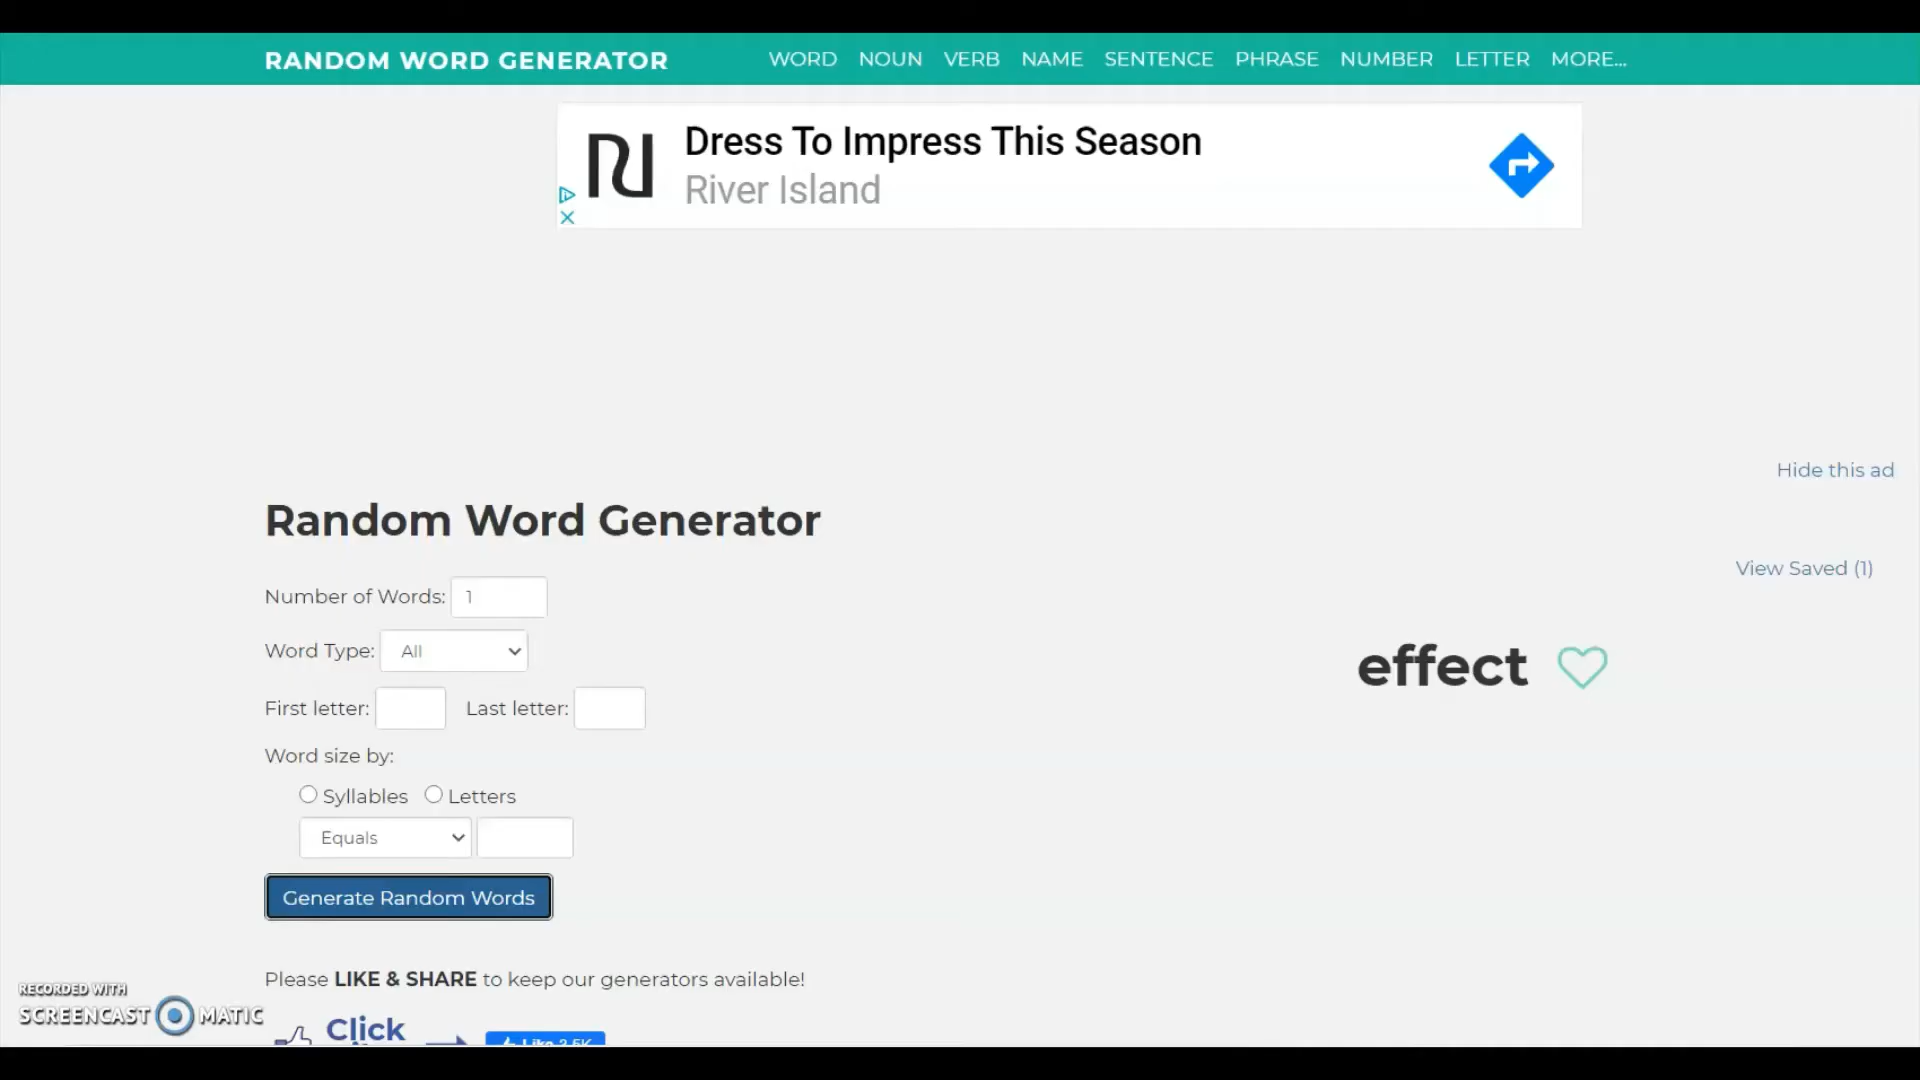 RANDOM WORD GENERATOR
WORD NOUN VERB NAME SENTENCE PHRASE NUMBER LETTER MORE...
Dress To Impress This Season
River Island
Hide this ad
Random Word Generator
View Saved (1)
Number of Words: 1
Word Type: All
effect
First letter: Last letter:
Word size by:
Syllables Letters
Equals
Generate Random Words
Please LIKE & SHARE to keep our generators available!
RECORDED WITH
SCREENCAST MATIC
Click
Like 3.5K